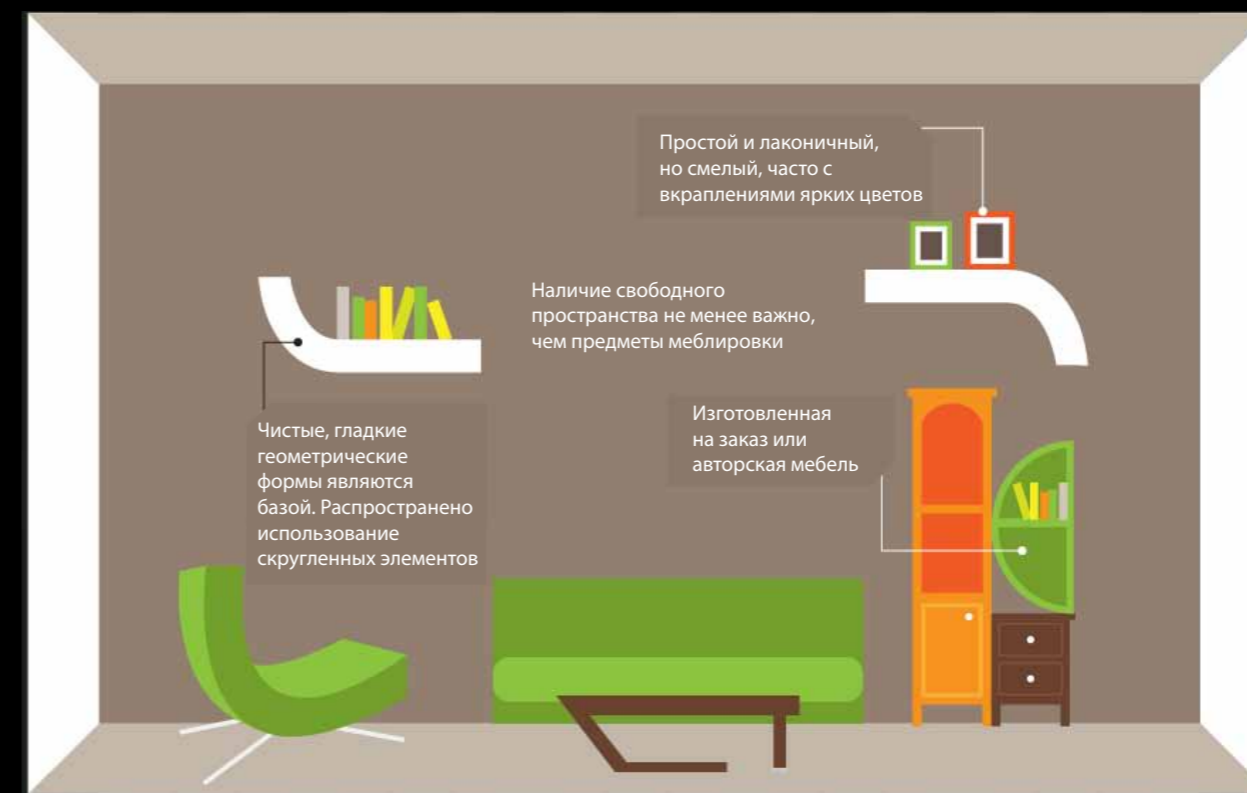 Простой и лаконичный,
но смелый, часто с
вкраплениями ярких цветов
Наличие свободного
пространства не менее важно,
чем предметы меблировки
Изготовленная
на заказ или
авторская мебель
Чистые, гладкие
геометрические
формы являются
базой. Распространено
использование
скругленных элементов